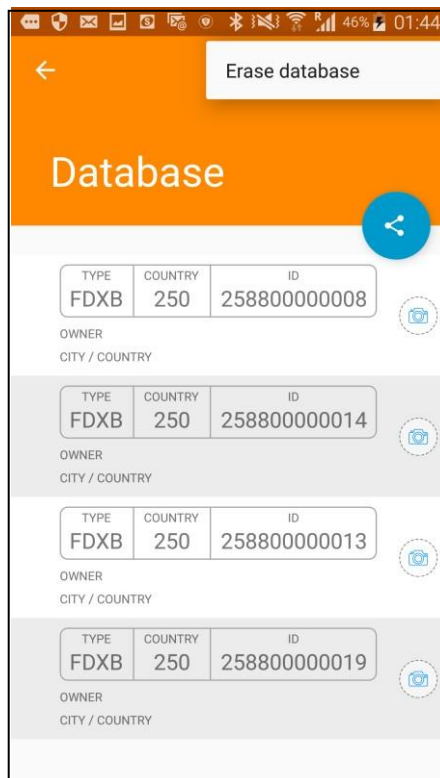 R 46% 01:44
Erase database
Database
TYPE COUNTRY ID
FDXB 250 258800000008
OWNER
CITY / COUNTRY
TYPE COUNTRY ID
FDXB 250 258800000014
OWNER
CITY / COUNTRY
TYPE COUNTRY ID
FDXB 250 258800000013
OWNER
CITY / COUNTRY
TYPE COUNTRY ID
FDXB 250 258800000019
OWNER
CITY / COUNTRY